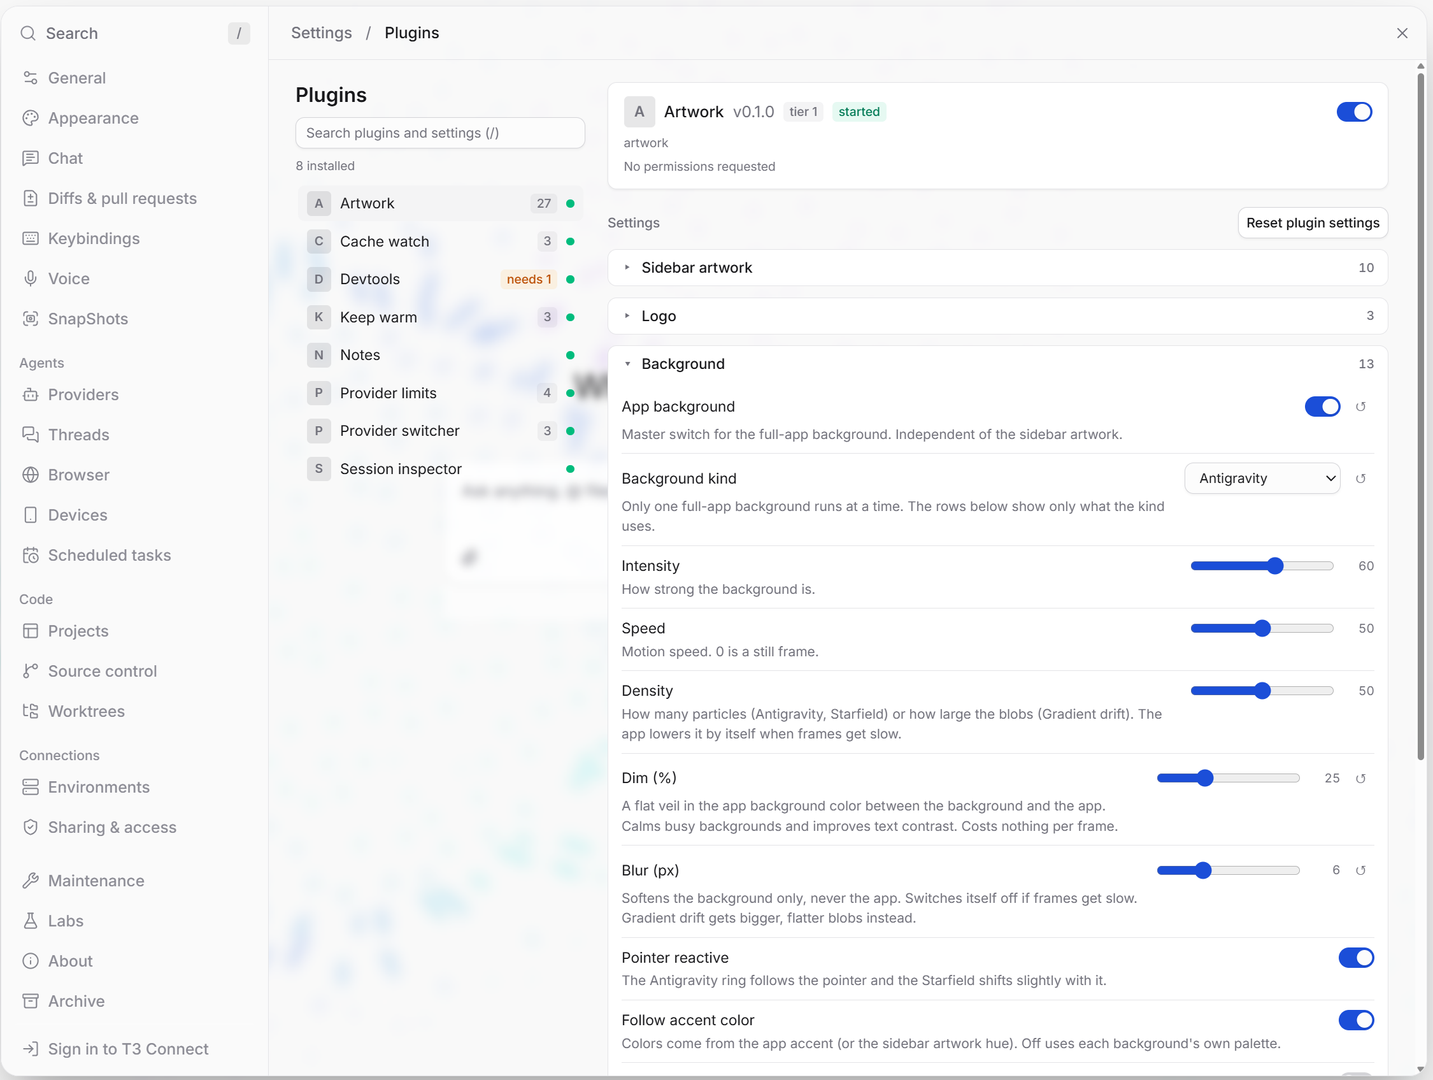 Search
/
General
Appearance
Chat
Diffs & pull requests
Keybindings
Voice
SnapShots
Agents
Providers
Threads
Browser
Devices
Scheduled tasks
Code
Projects
Source control
Worktrees
Connections
Environments
Sharing & access
Maintenance
Labs
About
Archive
Sign in to T3 Connect
Settings / Plugins
Plugins
Search plugins and settings (/)
8 installed
A Artwork 27
C Cache watch 3
D Devtools needs 1
K Keep warm 3
N Notes
P Provider limits 4
P Provider switcher 3
S Session inspector
Ask anything, @
A Artwork v0.1.0 tier 1 started
artwork
No permissions requested
Settings
Reset plugin settings
Sidebar artwork 10
Logo 3
Background 13
App background
Master switch for the full-app background. Independent of the sidebar artwork.
Background kind Antigravity
Only one full-app background runs at a time. The rows below show only what the kind
uses.
Intensity 60
How strong the background is.
Speed 50
Motion speed. 0 is a still frame.
Density 50
How many particles (Antigravity, Starfield) or how large the blobs (Gradient drift). The
app lowers it by itself when frames get slow.
Dim (%) 25
A flat veil in the app background color between the background and the app.
Calms busy backgrounds and improves text contrast. Costs nothing per frame.
Blur (px) 6
Softens the background only, never the app. Switches itself off if frames get slow.
Gradient drift gets bigger, flatter blobs instead.
Pointer reactive
The Antigravity ring follows the pointer and the Starfield shifts slightly with it.
Follow accent color
Colors come from the app accent (or the sidebar artwork hue). Off uses each background's own palette.